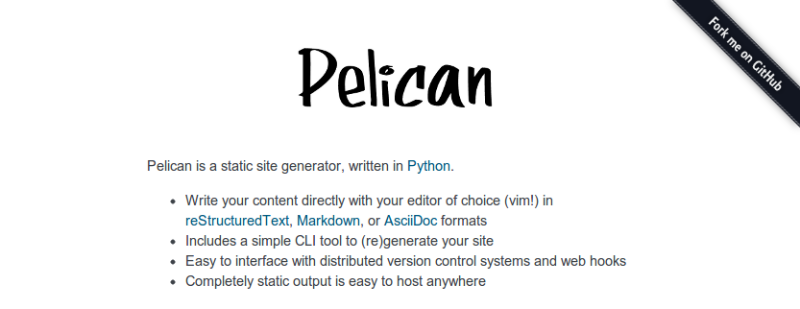 Fork me on GitHub
Pelican
Pelican is a static site generator, written in Python.
• Write your content directly with your editor of choice (vim!) in
reStructuredText, Markdown, or AsciiDoc formats
• Includes a simple CLI tool to (re)generate your site
• Easy to interface with distributed version control systems and web hooks
• Completely static output is easy to host anywhere